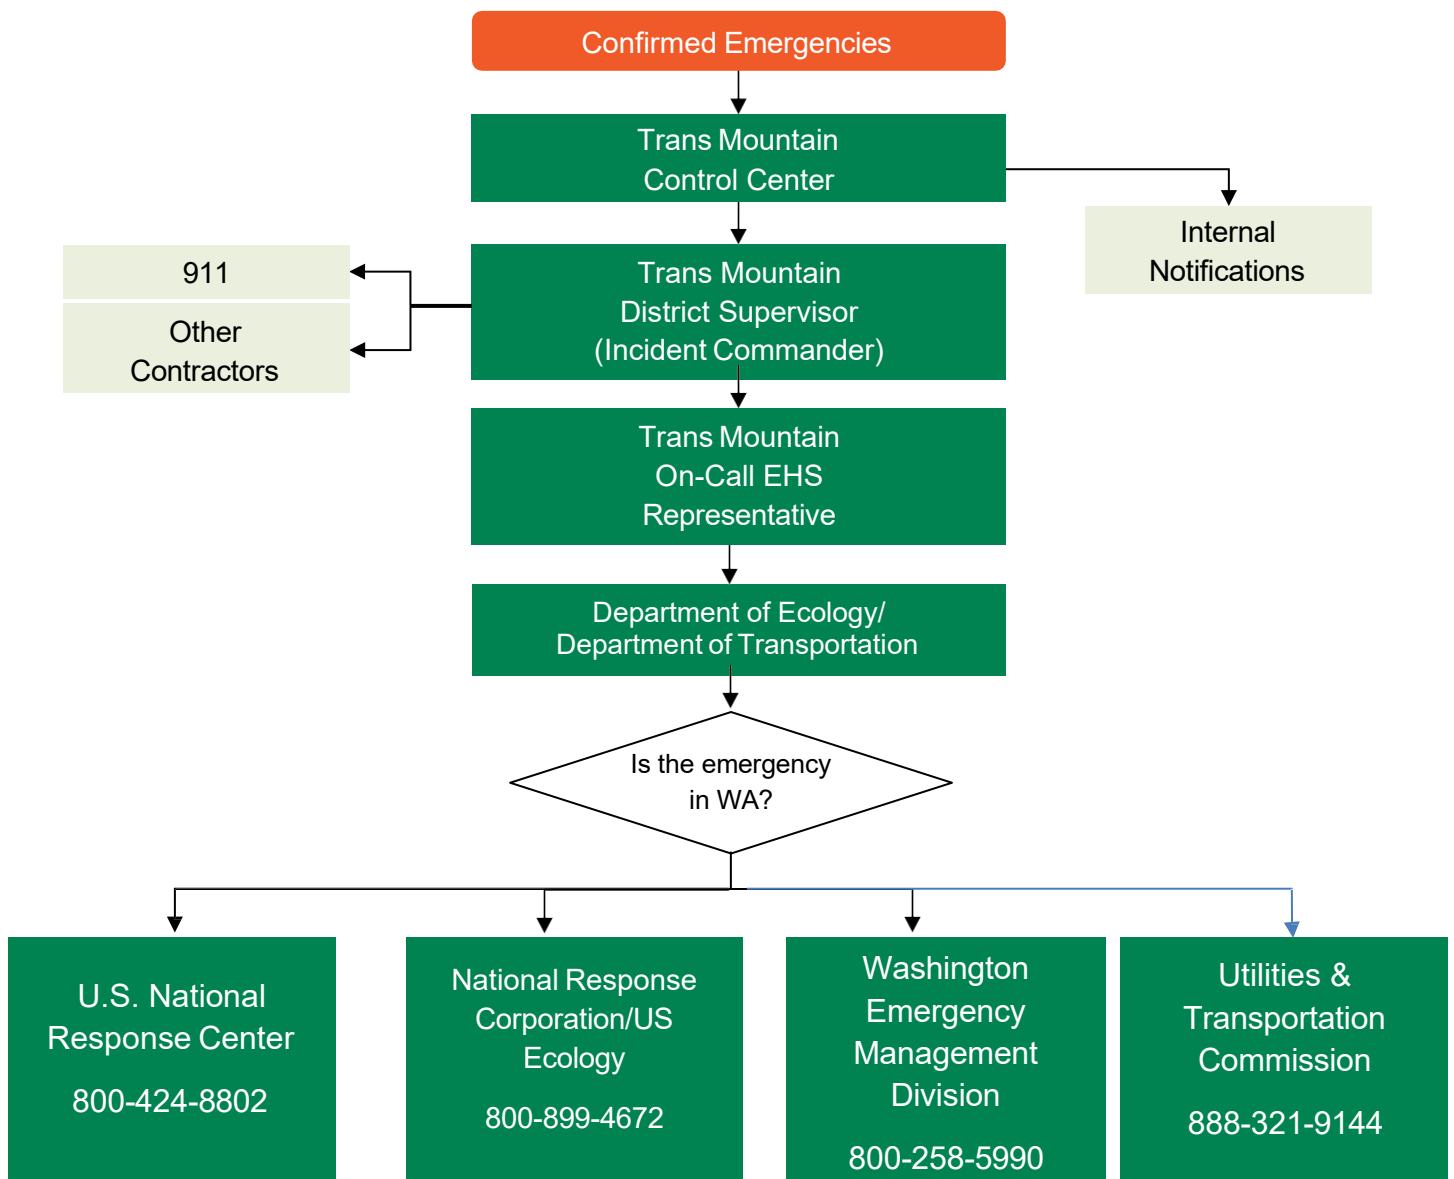 Confirmed Emergencies
Trans Mountain
Control Center
Internal
Notifications
911
Other
Contractors
Trans Mountain
District Supervisor
(Incident Commander)
Trans Mountain
On-Call EHS
Representative
Department of Ecology/
Department of Transportation
Is the emergency
in WA?
U.S. National
Response Center
800-424-8802
National Response
Corporation/US
Ecology
800-899-4672
Washington
Emergency
Management
Division
800-258-5990
Utilities &
Transportation
Commission
888-321-9144